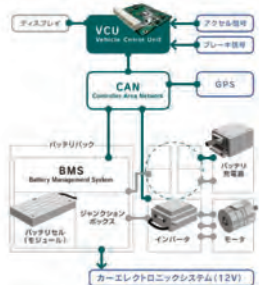 ディスプレイ
VCU
Vehicle Control Unit
アクセル信号
ブレーキ信号
CAN
Controller Area Network
GPS
バッテリパック
BMS
Battery Management System
バッテリ
充電器
バッテリセル
(モジュール)
ジャンクション
ボックス
インバータ
モータ
カーエレクトロニックシステム(12V)